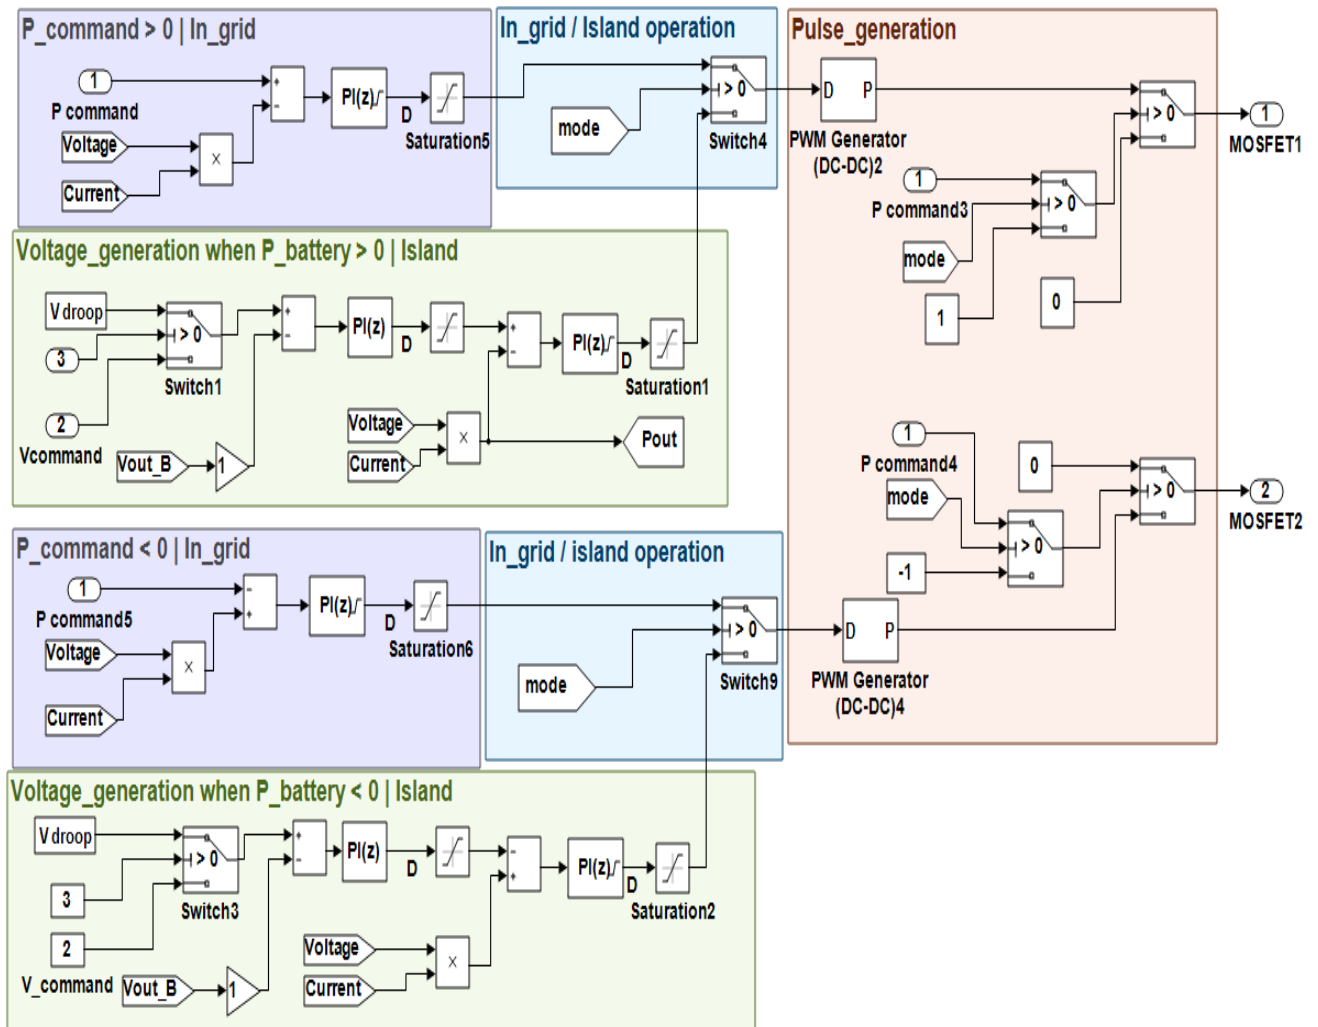 P_command > 0 | In_grid
1
P command
Voltage
Current
×
+
-
PI(z)
D
Saturation5
In_grid / Island operation
mode
> 0
Switch4
Pulse_generation
D P
PWM Generator
(DC-DC)2
1
P command3
mode
1
> 0
0
> 0
1
MOSFET1
Voltage_generation when P_battery > 0 | Island
V droop
3
2
Vcommand
> 0
Switch1
Vout_B
1
+
-
PI(z)
D
Voltage
Current
×
+
-
PI(z)
D
Saturation1
Pout
1
P command4
mode
-1
> 0
0
> 0
2
MOSFET2
P_command < 0 | In_grid
1
P command5
Voltage
Current
×
-
+
PI(z)
D
Saturation6
In_grid / island operation
mode
> 0
Switch9
D P
PWM Generator
(DC-DC)4
Voltage_generation when P_battery < 0 | Island
V droop
3
2
V_command
> 0
Switch3
Vout_B
1
+
-
PI(z)
D
Voltage
Current
×
-
+
PI(z)
D
Saturation2